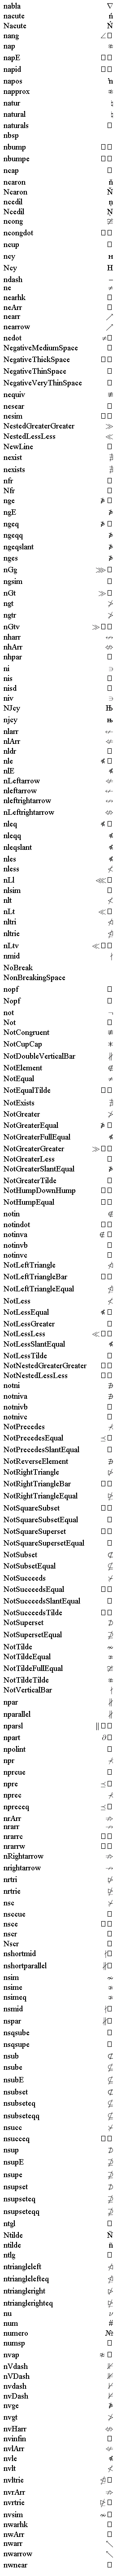 nabla ∇
nacute ń
Nacute Ń
nang ∠□
nap ≉
napE □□
napid □□
napos ŉ
napprox ≉
natur ♮
natural ♮
naturals □
nbsp
nbump □□
nbumpe □□
ncap □
ncaron ň
Ncaron Ň
ncedil ņ
Ncedil Ņ
ncong ≇
ncongdot □□
ncup □
ncy н
Ncy Н
ndash –
ne ≠
nearhk □
neArr □
nearr ↗
nearrow ↗
nedot ≠□
NegativeMediumSpace □
NegativeThickSpace □□
NegativeThinSpace □
NegativeVeryThinSpace □
nequiv ≢
nesear □
nesim □□
NestedGreaterGreater ≫
NestedLessLess ≪
NewLine □
nexist ∄
nexists ∄
nfr □
Nfr □
nge ≱□
ngE ≱
ngeq ≱□
ngeqq ≱
ngeqslant ≱
nges ≱
nGg ⋙□
ngsim □
nGt ≫□
ngt ≯
ngtr ≯
nGtv ≫□□
nharr ↮
nhArr ⇎
nhpar □
ni ∋
nis □
nisd □
niv ∋
NJcy Њ
njcy њ
nlarr ↚
nlArr ⇍
nldr □
nle ≰□
nlE ≰
nLeftarrow ⇍
nleftarrow ↚
nleftrightarrow ↮
nLeftrightarrow ⇎
nleq ≰□
nleqq ≰
nleqslant ≰
nles ≰
nless ≮
nLl ⋘□
nlsim □
nlt ≮
nLt ≪□
nltri ⋪
nltrie ⋬
nLtv ≪□□
nmid ∤
NoBreak
NonBreakingSpace
nopf □
Nopf □
not ¬
Not □
NotCongruent ≢
NotCupCap ≭
NotDoubleVerticalBar ∦
NotElement ∉
NotEqual ≠
NotEqualTilde □□
NotExists ∄
NotGreater ≯
NotGreaterEqual ≱□
NotGreaterFullEqual ≰
NotGreaterGreater ≫□□
NotGreaterLess □
NotGreaterSlantEqual ≱
NotGreaterTilde □
NotHumpDownHump □□
NotHumpEqual □□
notin ∉
notindot □□
notinva ∉□
notinvb □
notinvc □
NotLeftTriangle ⋪
NotLeftTriangleBar □□
NotLeftTriangleEqual ⋬
NotLess ≮
NotLessEqual ≰□
NotLessGreater □
NotLessLess ≪□□
NotLessSlantEqual ≰
NotLessTilde □
NotNestedGreaterGreater □□
NotNestedLessLess □□
notni ∌
notniva ∌
notnivb □
notnivc □
NotPrecedes ⊀
NotPrecedesEqual ⪯□
NotPrecedesSlantEqual □
NotReverseElement ∌
NotRightTriangle ⋫
NotRightTriangleBar □□
NotRightTriangleEqual ⋭
NotSquareSubset □□
NotSquareSubsetEqual □
NotSquareSuperset □□
NotSquareSupersetEqual □
NotSubset ⊄
NotSubsetEqual ⊈
NotSucceeds ⊁
NotSucceedsEqual □□
NotSucceedsSlantEqual □
NotSucceedsTilde □□
NotSuperset ⊅
NotSupersetEqual ⊉
NotTilde ≁
NotTildeEqual ≄
NotTildeFullEqual ≇
NotTildeTilde ≉
NotVerticalBar ∤
npar ∦
nparallel ∦
nparsl ∥□□
npart ∂□
npolint □
npr ⊀
nprcue □
npre ⪯□
nprec ⊀
npreceq ⪯□
nrArr ⇏
nrarr ↛
nrarrc □□
nrarrw □□
nRightarrow ⇏
nrightarrow ↛
nrtri ⋫
nrtrie ⋭
nsc ⊁
nsccue □
nsce □□
nscr □
Nscr □
nshortmid ∤□
nshortparallel ∦□
nsim ≁
nsime ≄
nsimeq ≄
nsmid ∤□
nspar ∦□
nsqsube □
nsqsupe □
nsub ⊄
nsube ⊈
nsubE ⊈
nsubset ⊄
nsubseteq ⊈
nsubseteqq ⊈
nsucc ⊁
nsucceq □□
nsup ⊅
nsupE ⊉
nsupe ⊉
nsupset ⊅
nsupseteq ⊉
nsupseteqq ⊉
ntgl □
Ntilde Ñ
ntilde ñ
ntlg □
ntriangleleft ⋪
ntrianglelefteq ⋬
ntriangleright ⋫
ntrianglerighteq ⋭
nu ν
num #
numero №
numsp □
nvap ≉□
nVdash ⊮
nVDash ⊯
nvdash ⊬
nvDash ⊭
nvge ≱
nvgt ≯
nvHarr ⇎
nvinfin □
nvlArr ⇍
nvle ≰
nvlt ≮
nvltrie ⋬□
nvrArr ⇏
nvrtrie ⋭□
nvsim ≁□
nwarhk □
nwArr □
nwarr ↖
nwarrow ↖
nwnear □